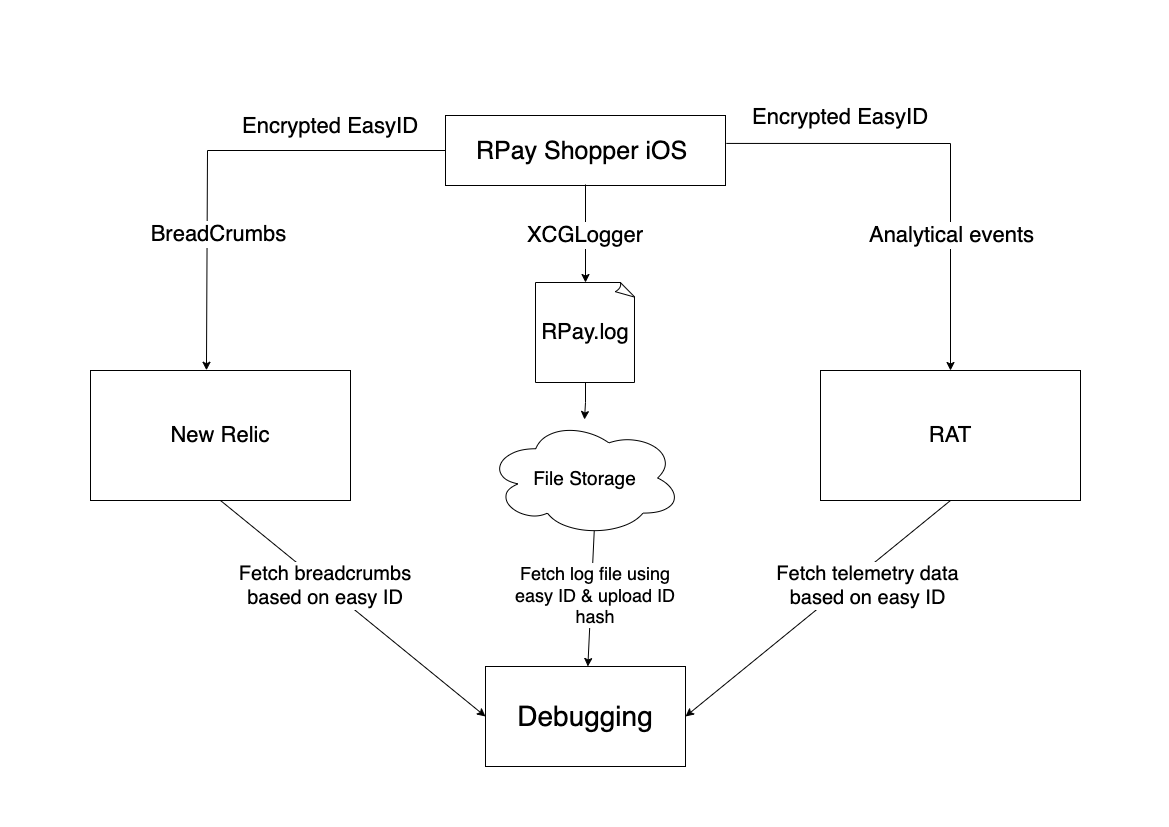 Encrypted EasyID
RPay Shopper iOS
Encrypted EasyID
BreadCrumbs
XCGLogger
Analytical events
RPay.log
New Relic
File Storage
RAT
Fetch breadcrumbs
based on easy ID
Fetch log file using
easy ID & upload ID
hash
Fetch telemetry data
based on easy ID
Debugging